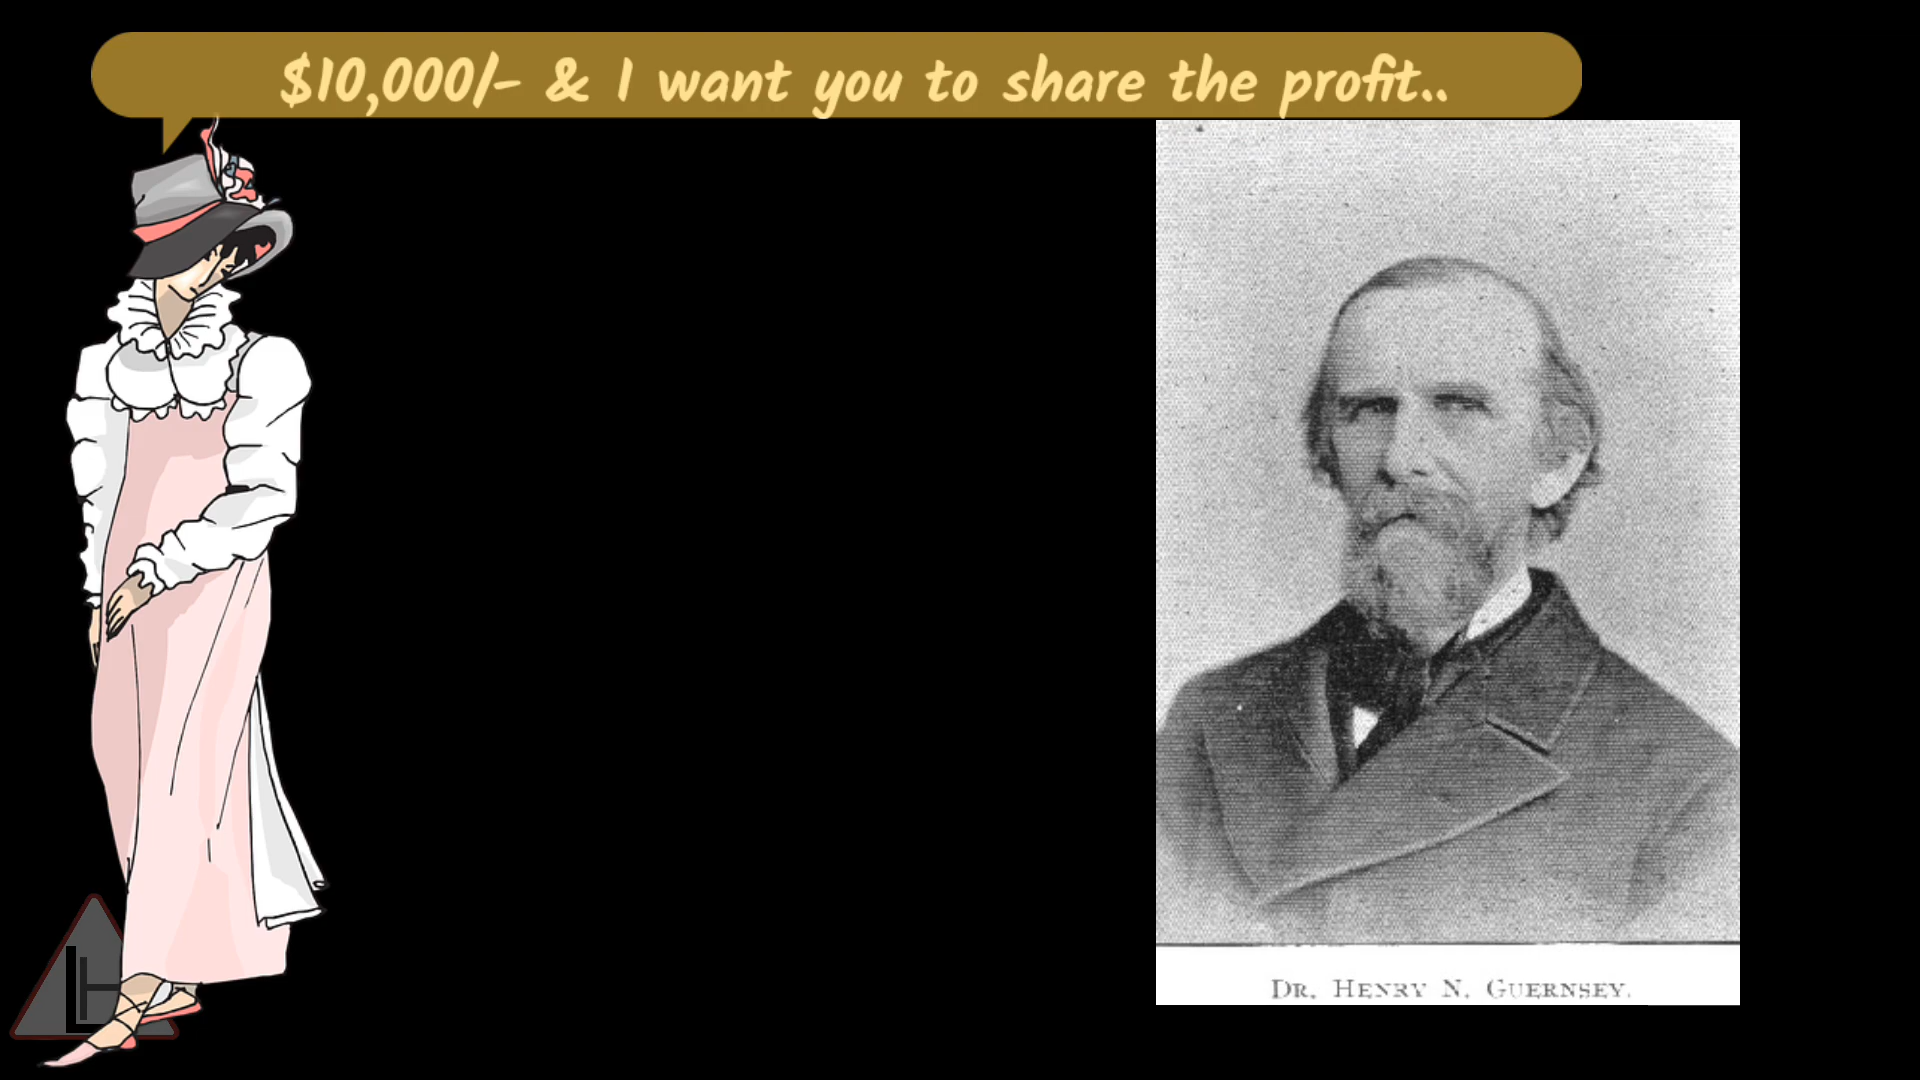 $10,000/- & I want you to share the profit..
DR. HENRY N. GUERNSEY.